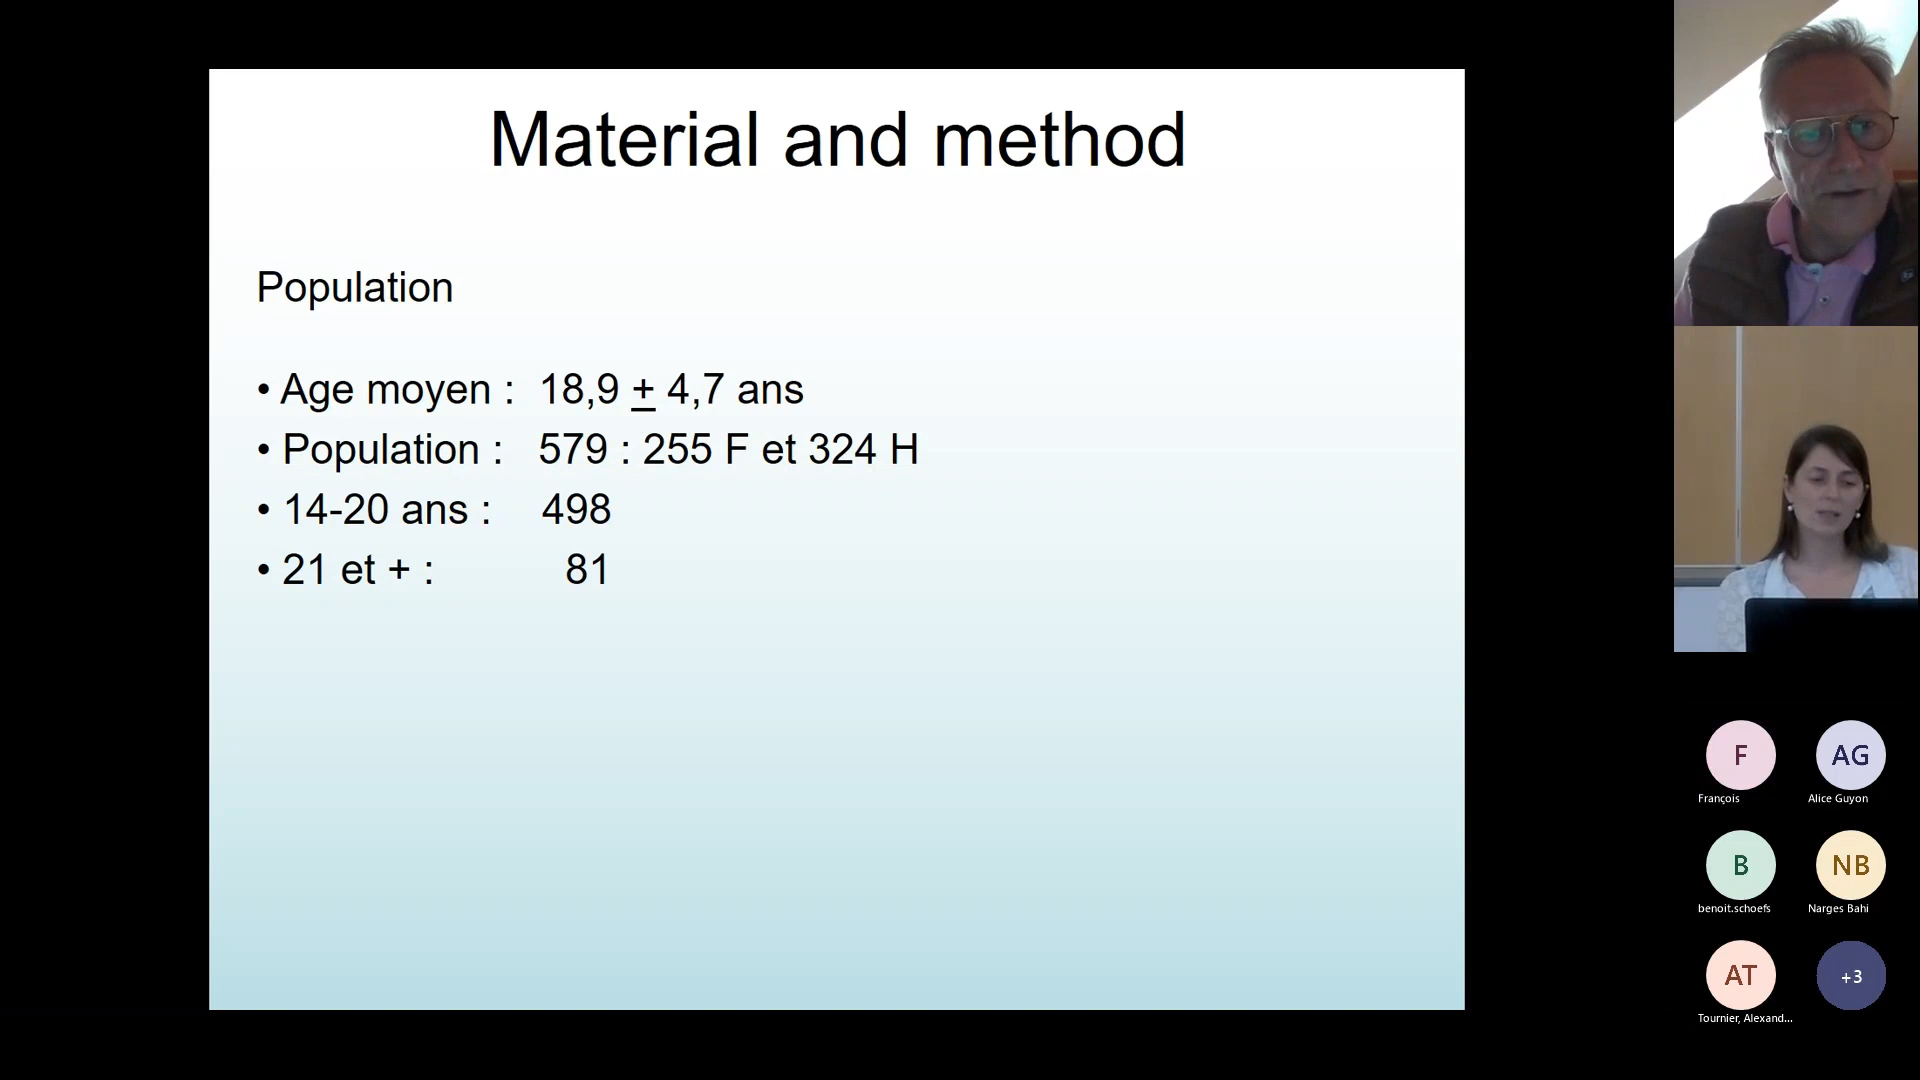 Material and method
Population
• Age moyen : 18,9 + 4,7 ans
• Population : 579 : 255 F et 324 H
• 14-20 ans : 498
• 21 et + : 81
F
François
AG
Alice Guyon
B
benoit.schoefs
NB
Narges Bahi
AT
Tournier, Alexand...
+3